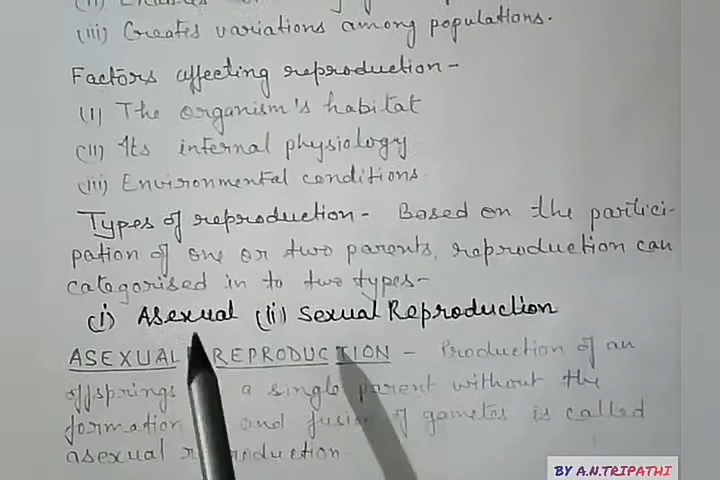 (iii) Creates variations among populations.
Factors affecting reproduction -
(I) The organism's habitat
(II) Its internal physiology
(iii) Environmental conditions.
Types of reproduction - Based on the partici-
pation of one or two parents, reproduction can
categorised in to two types-
(i) Asexual (ii) Sexual Reproduction
ASEXUAL REPRODUCTION - Production of an
offsprings a single parent without the
formation and fusion of gametes is called
asexual reproduction.
BY A.N.TRIPATHI